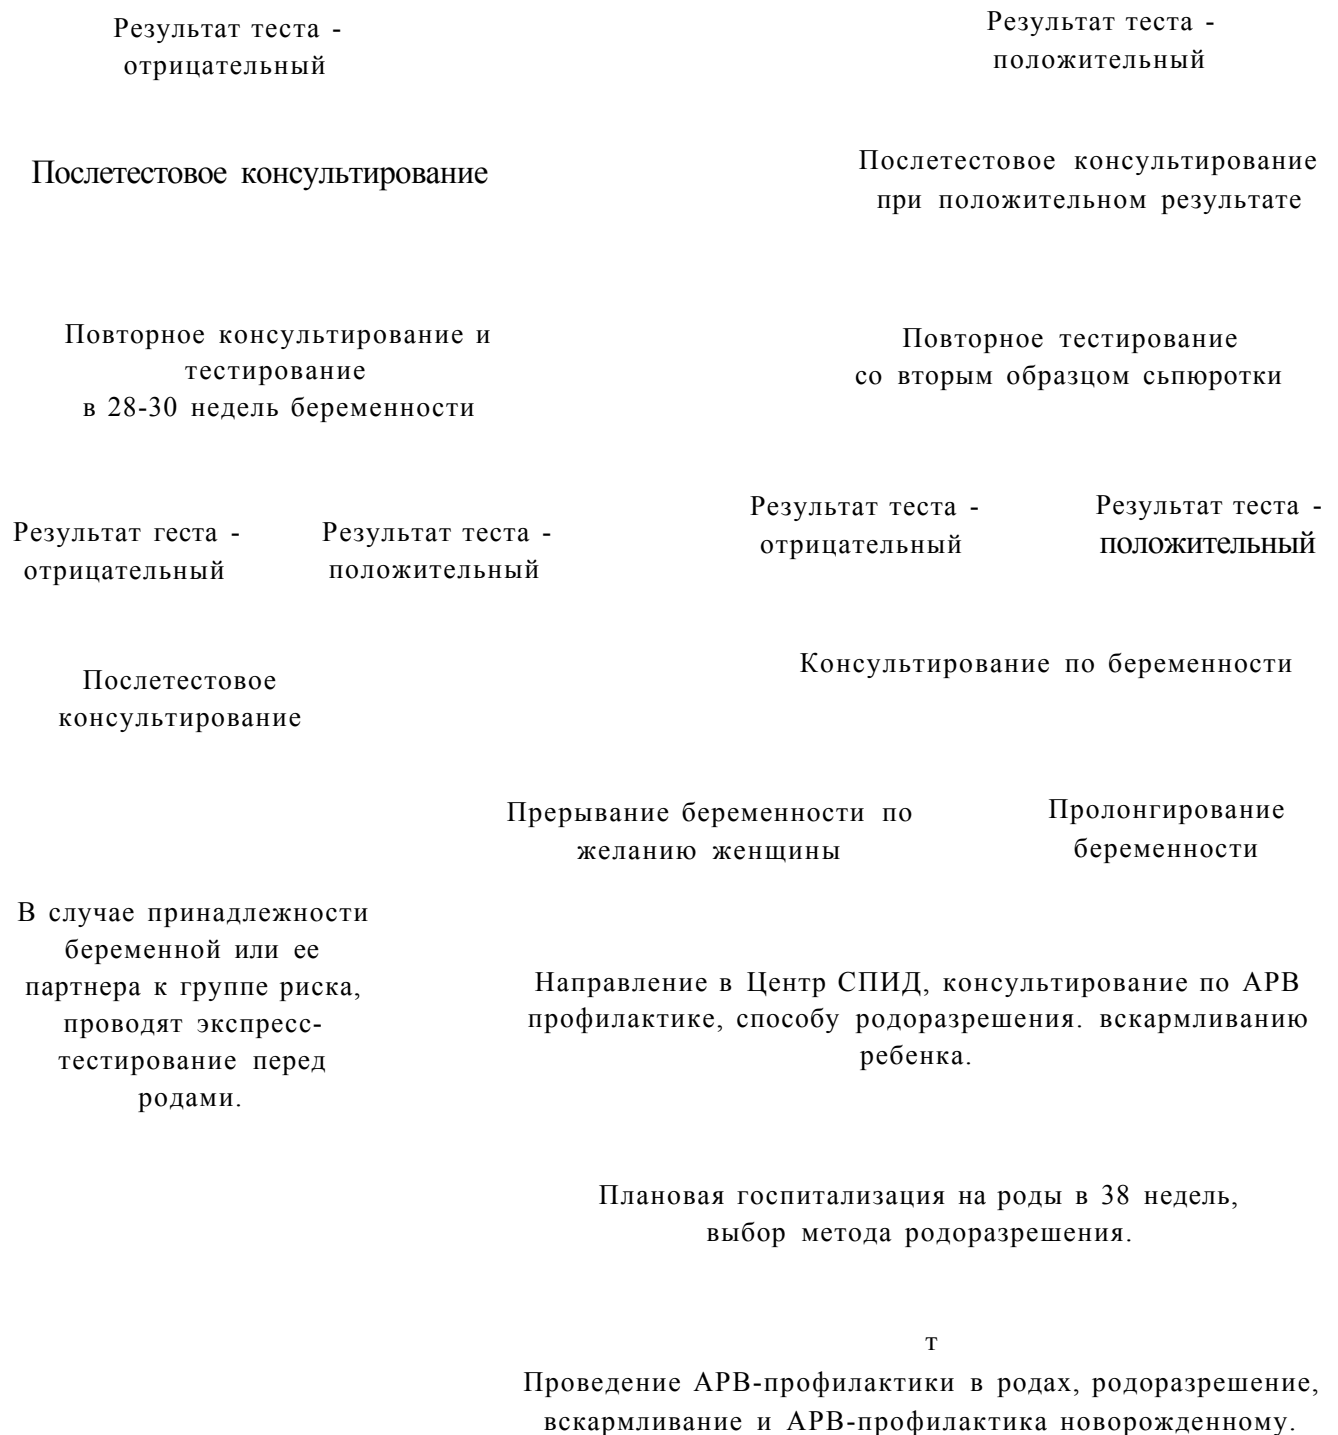 Результат теста -
отрицательный
Результат теста -
положительный
Послетестовое консультирование
Послетестовое консультирование
при положительном результате
Повторное консультирование и
тестирование
в 28-30 недель беременности
Повторное тестирование
со вторым образцом сьпюротки
Результат геста -
отрицательный
Результат теста -
положительный
Результат теста -
отрицательный
Результат теста -
положительный
Послетестовое
консультирование
Консультирование по беременности
Прерывание беременности по
желанию женщины
Пролонгирование
беременности
В случае принадлежности
беременной или ее
партнера к группе риска,
проводят экспресс-
тестирование перед
родами.
Направление в Центр СПИД, консультирование по АРВ
профилактике, способу родоразрешения. вскармливанию
ребенка.
Плановая госпитализация на роды в 38 недель,
выбор метода родоразрешения.
т
Проведение АРВ-профилактики в родах, родоразрешение,
вскармливание и АРВ-профилактика новорожденному.